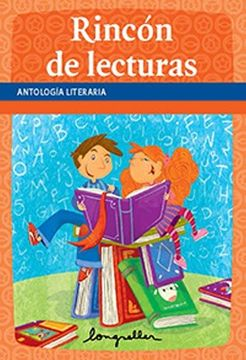 Rincón
de lecturas
ANTOLOGÍA LITERARIA
longseller